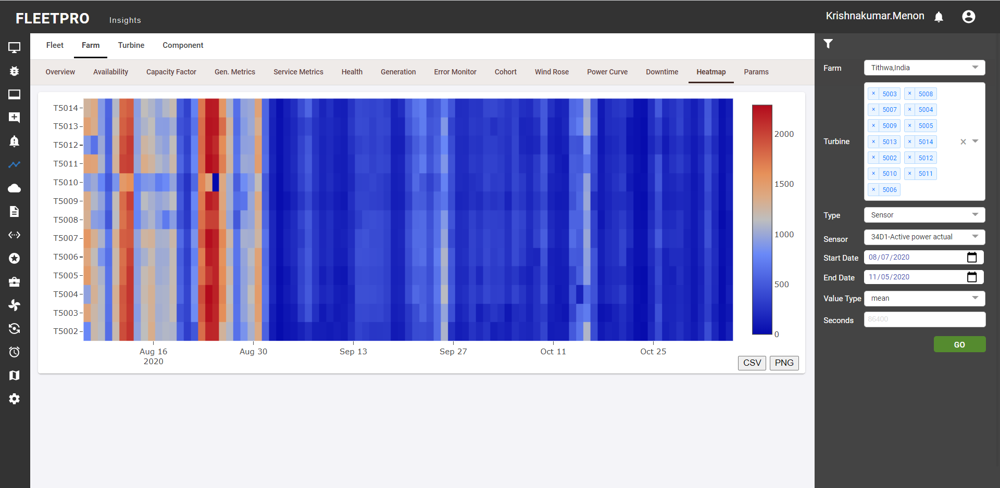 FLEETPRO Insights Krishnakumar.Menon
Fleet Farm Turbine Component
Overview Availability Capacity Factor Gen. Metrics Service Metrics Health Generation Error Monitor Cohort Wind Rose Power Curve Downtime Heatmap Params
T5014
T5013
T5012
T5011
T5010
T5009
T5008
T5007
T5006
T5005
T5004
T5003
T5002
Aug 16 Aug 30 Sep 13 Sep 27 Oct 11 Oct 25
2020
2000
1500
1000
500
0
CSV PNG
Farm Tithwa,India
Turbine
× 5003 × 5008
× 5007 × 5004
× 5009 × 5005
× 5013 × 5014
× 5002 × 5012
× 5010 × 5011
× 5006
Type Sensor
Sensor 34D1-Active power actual
Start Date 08/07/2020
End Date 11/05/2020
Value Type mean
Seconds 86400
GO